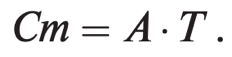 Cm = A · T .